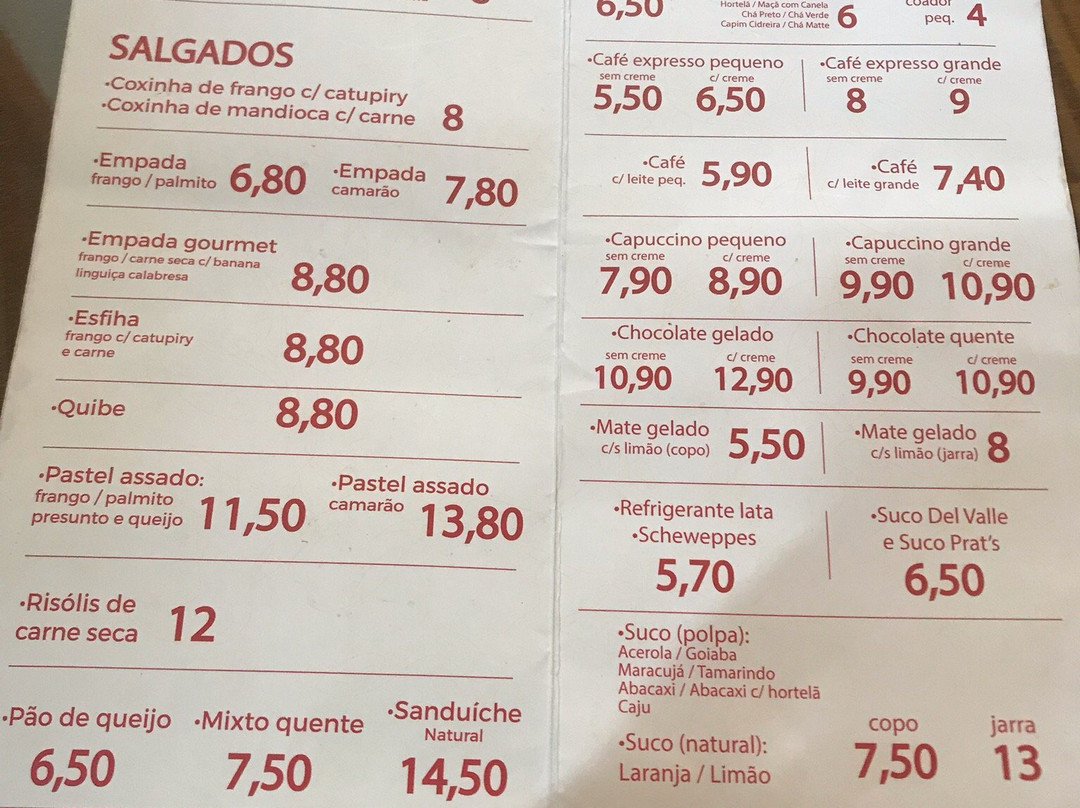 SALGADOS
•Coxinha de frango c/ catupiry
•Coxinha de mandioca c/ carne 8
•Empada
frango / palmito 6,80
•Empada
camarão 7,80
•Empada gourmet
frango / carne seca c/ banana
linguiça calabresa 8,80
•Esfiha
frango c/ catupiry
e carne 8,80
•Quibe 8,80
•Pastel assado:
frango / palmito
presunto e queijo 11,50
•Pastel assado
camarão 13,80
•Risólis de
carne seca 12
•Pão de queijo
6,50
•Mixto quente
7,50
•Sanduíche
Natural
14,50
6,50
Hortelã / Maçã com Canela
Chá Preto / Chá Verde
Capim Cidreira / Chá Matte 6
coador
peq. 4
•Café expresso pequeno
sem creme c/ creme
5,50 6,50
•Café expresso grande
sem creme c/ creme
8 9
•Café
c/ leite peq. 5,90
•Café
c/ leite grande 7,40
•Capuccino pequeno
sem creme c/ creme
7,90 8,90
•Capuccino grande
sem creme c/ creme
9,90 10,90
•Chocolate gelado
sem creme c/ creme
10,90 12,90
•Chocolate quente
sem creme c/ creme
9,90 10,90
•Mate gelado
c/s limão (copo) 5,50
•Mate gelado
c/s limão (jarra) 8
•Refrigerante lata
•Scheweppes
5,70
•Suco Del Valle
e Suco Prat's
6,50
•Suco (polpa):
Acerola / Goiaba
Maracujá / Tamarindo
Abacaxi / Abacaxi c/ hortelã
Caju
•Suco (natural):
Laranja / Limão
copo jarra
7,50 13